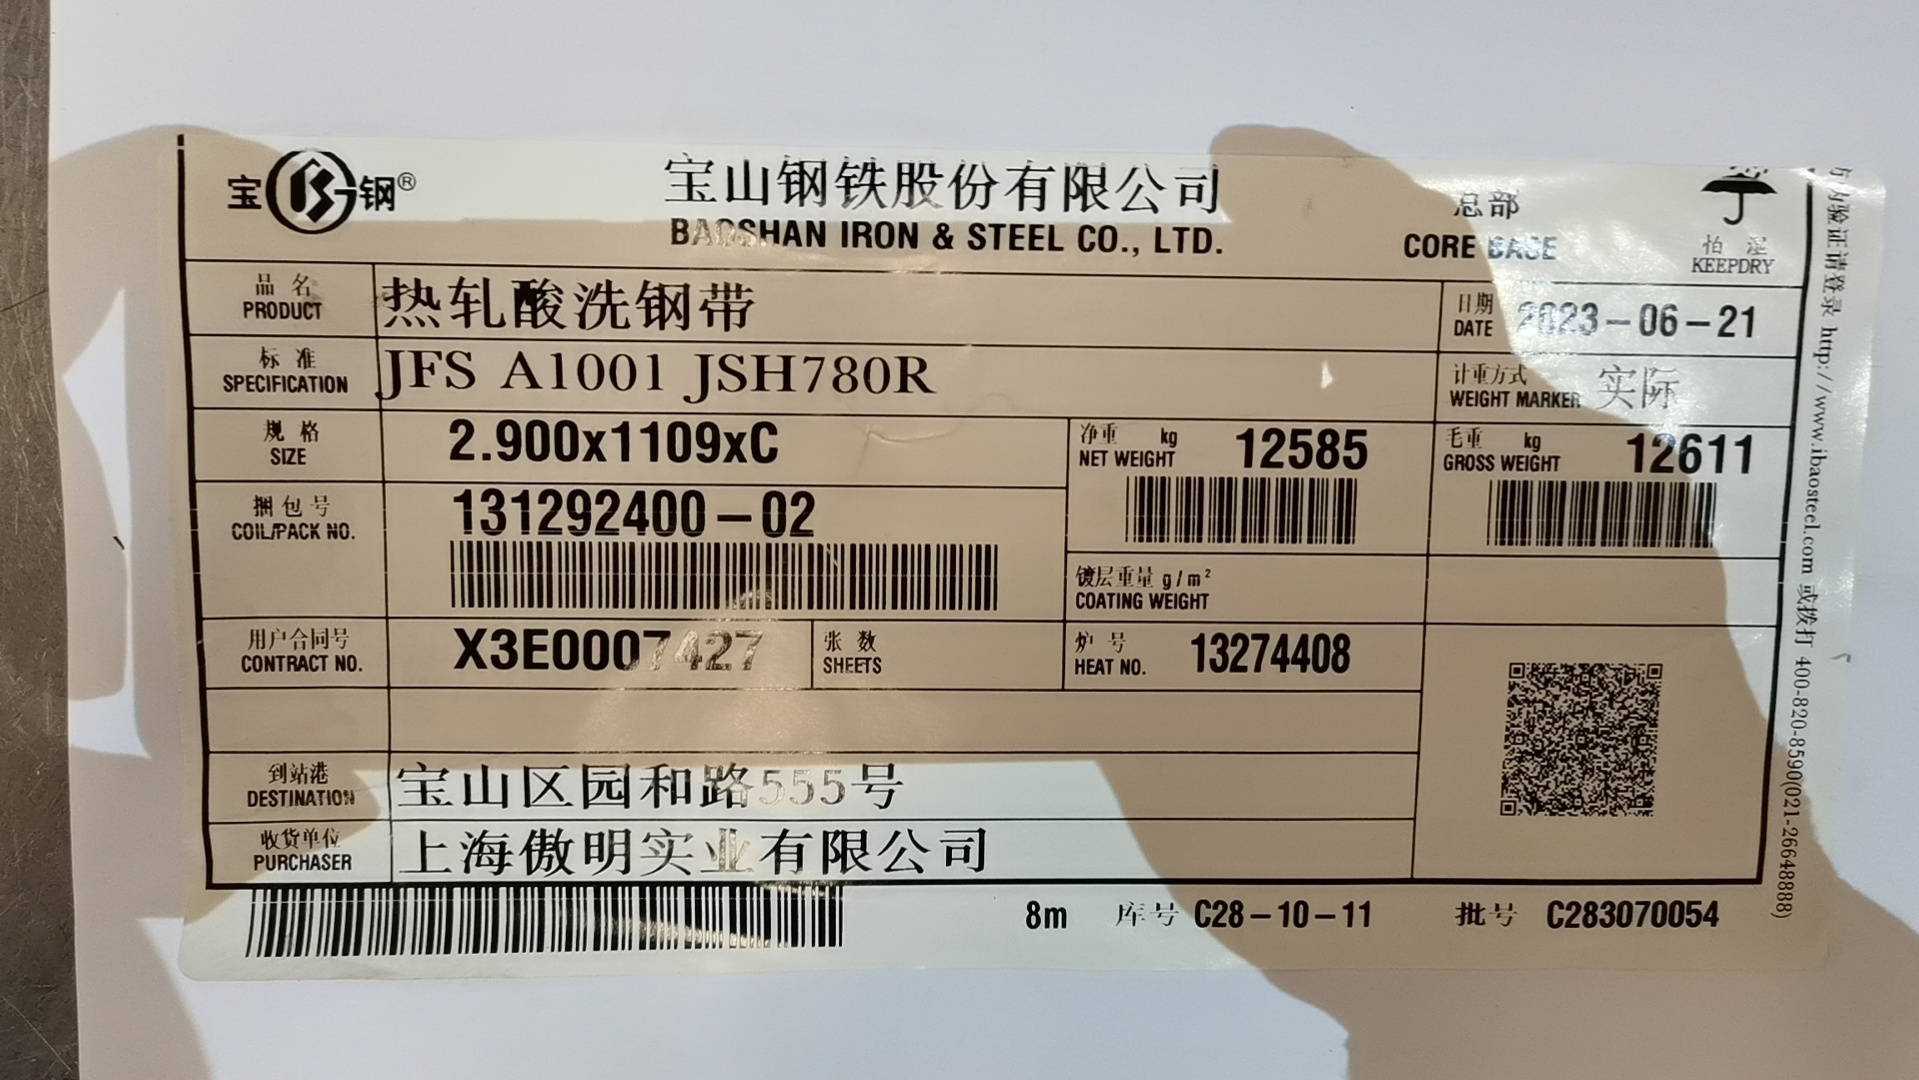 宝 钢®
宝山钢铁股份有限公司
BAOSHAN IRON & STEEL CO., LTD.
总部
CORE BASE
怕 湿
KEEPDRY
品 名
PRODUCT
热轧酸洗钢带
日期
DATE
2023-06-21
标 准
SPECIFICATION
JFS A1001 JSH780R
计重方式
WEIGHT MARKER
实际
规 格
SIZE
2.900x1109xC
净重 kg
NET WEIGHT
12585
毛重 kg
GROSS WEIGHT
12611
捆包号
COIL/PACK NO.
131292400-02
镀层重量 g/m²
COATING WEIGHT
用户合同号
CONTRACT NO.
X3E0007427
张 数
SHEETS
炉 号
HEAT NO.
13274408
到站港
DESTINATION
宝山区园和路555号
收货单位
PURCHASER
上海傲明实业有限公司
8m 库号 C28-10-11 批号 C283070054
验证请登录 http://www.ibaosteel.com 或拨打 400-820-8590(021-26648888)